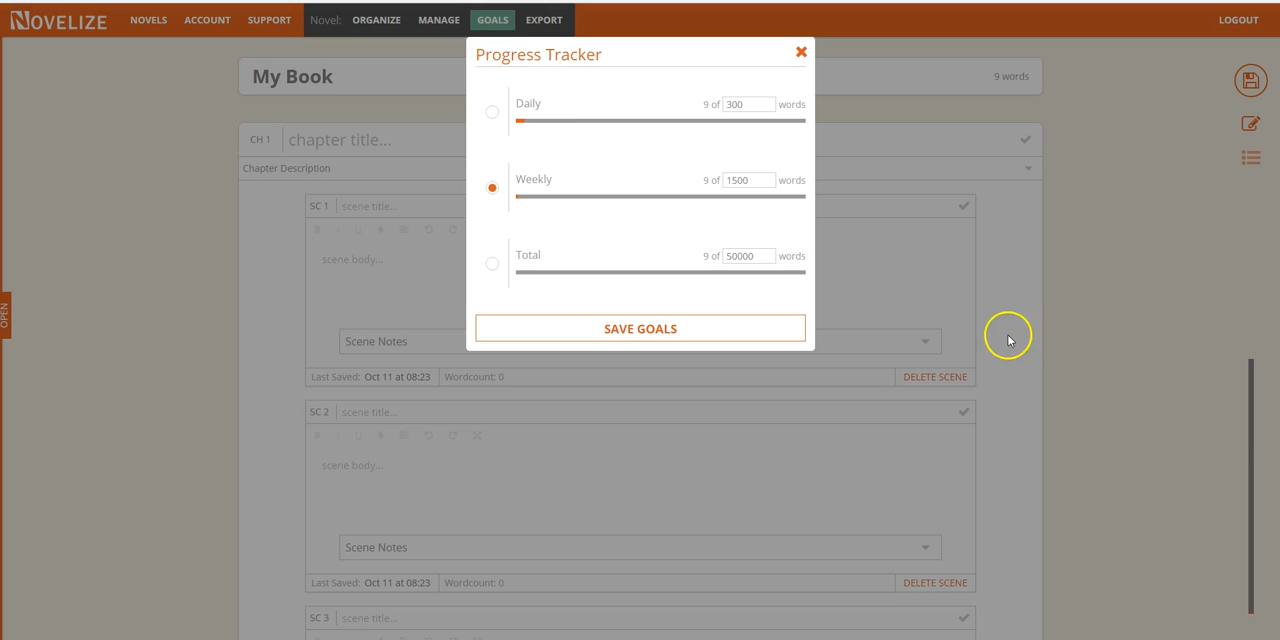 NOVELIZE NOVELS ACCOUNT SUPPORT Novel: ORGANIZE MANAGE GOALS EXPORT LOGOUT
Progress Tracker
My Book 9 words
Daily 9 of 300 words
CH 1 chapter title...
Chapter Description
Weekly 9 of 1500 words
SC 1 scene title...
B I U
scene body...
Total 9 of 50000 words
OPEN
SAVE GOALS
Scene Notes
Last Saved: Oct 11 at 08:23 Wordcount: 0 DELETE SCENE
SC 2 scene title...
B I U
scene body...
Scene Notes
Last Saved: Oct 11 at 08:23 Wordcount: 0 DELETE SCENE
SC 3 scene title...